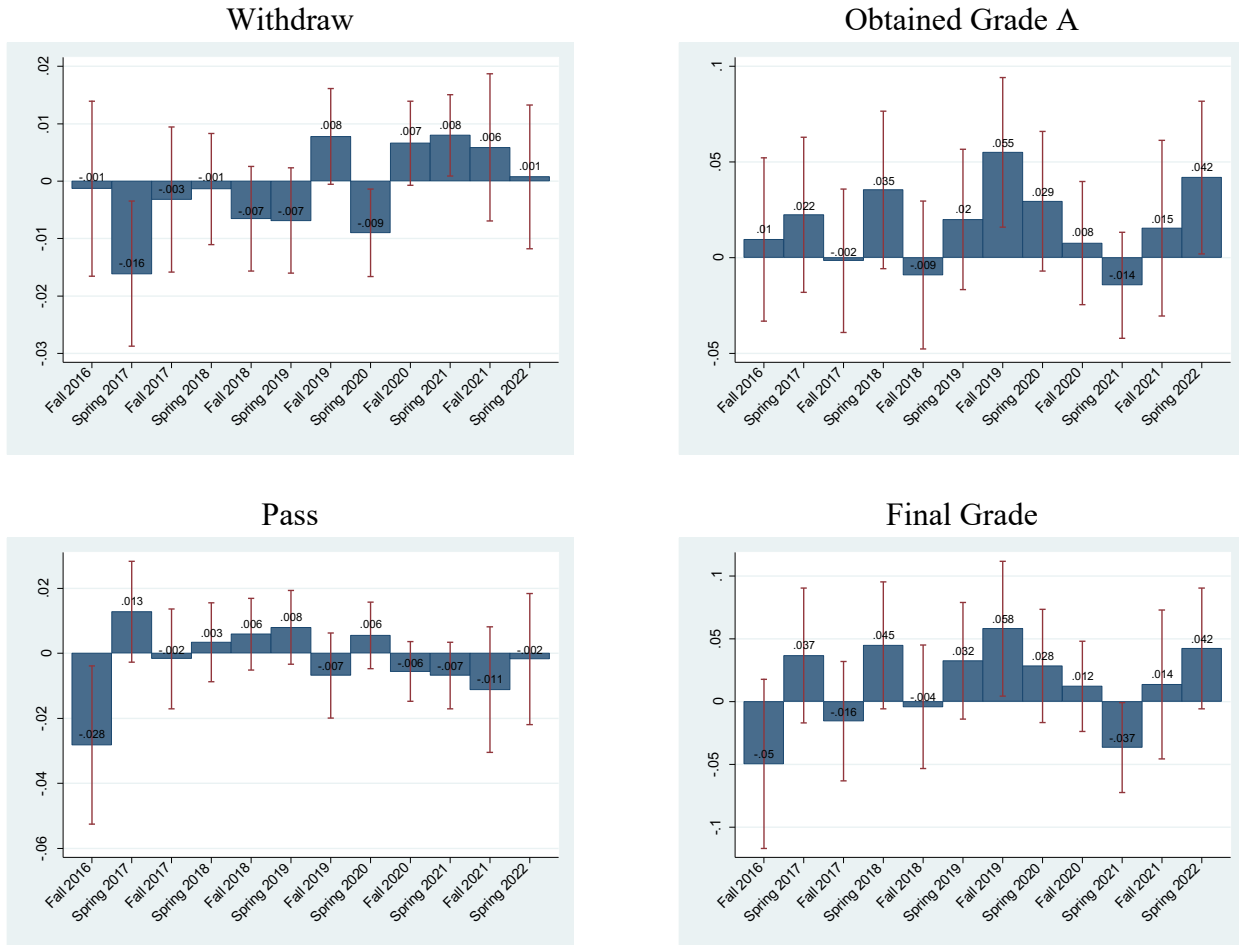 Withdraw
.02
.01
0
-.01
-.02
-.03
-.001
-.016
-.003
-.001
-.007
-.007
.008
-.009
.007
.008
.006
.001
Fall 2016
Spring 2017
Fall 2017
Spring 2018
Fall 2018
Spring 2019
Fall 2019
Spring 2020
Fall 2020
Spring 2021
Fall 2021
Spring 2022
Obtained Grade A
.1
.05
0
-.05
.01
.022
-.002
.035
-.009
.02
.055
.029
.008
-.014
.015
.042
Fall 2016
Spring 2017
Fall 2017
Spring 2018
Fall 2018
Spring 2019
Fall 2019
Spring 2020
Fall 2020
Spring 2021
Fall 2021
Spring 2022
Pass
.02
0
-.02
-.04
-.06
-.028
.013
-.002
.003
.006
.008
-.007
.006
-.006
-.007
-.011
-.002
Fall 2016
Spring 2017
Fall 2017
Spring 2018
Fall 2018
Spring 2019
Fall 2019
Spring 2020
Fall 2020
Spring 2021
Fall 2021
Spring 2022
Final Grade
.1
.05
0
-.05
-.1
-.05
.037
-.016
.045
-.004
.032
.058
.028
.012
-.037
.014
.042
Fall 2016
Spring 2017
Fall 2017
Spring 2018
Fall 2018
Spring 2019
Fall 2019
Spring 2020
Fall 2020
Spring 2021
Fall 2021
Spring 2022